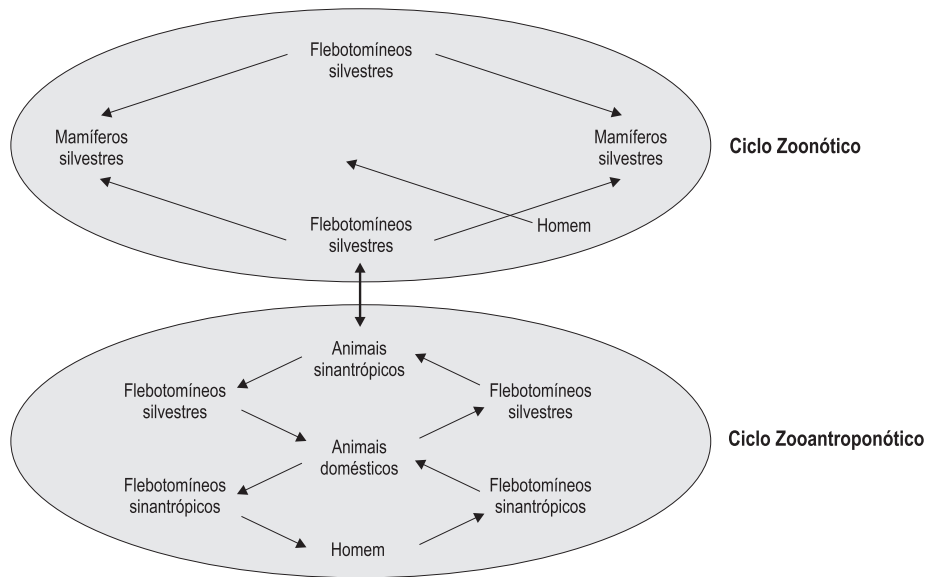 Flebotomíneos
silvestres
Mamíferos
silvestres
Mamíferos
silvestres
Ciclo Zoonótico
Flebotomíneos
silvestres
Homem
Animais
sinantrópicos
Flebotomíneos
silvestres
Flebotomíneos
silvestres
Ciclo Zooantroponótico
Animais
domésticos
Flebotomíneos
sinantrópicos
Flebotomíneos
sinantrópicos
Homem